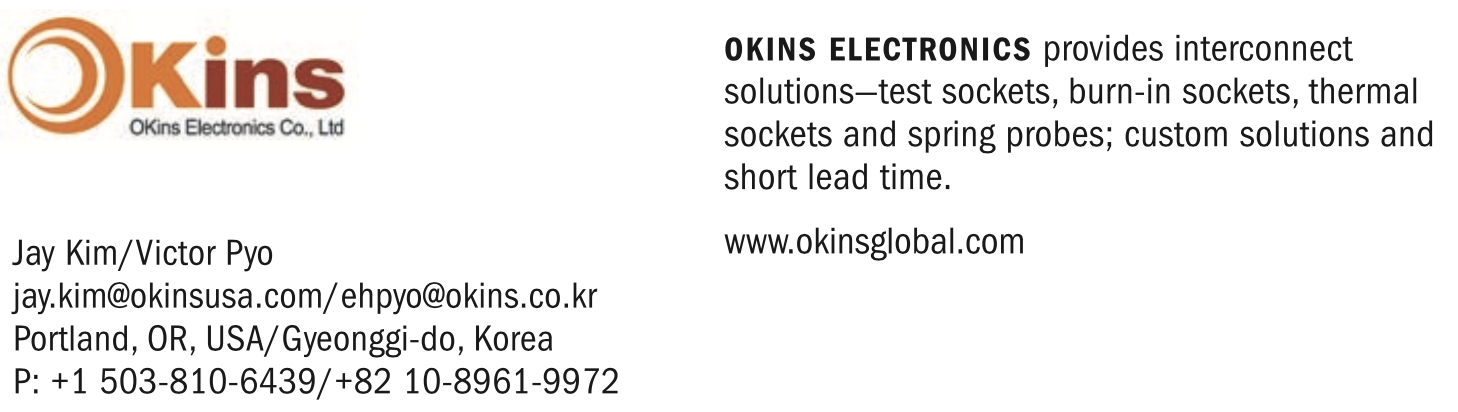 OKins
OKins Electronics Co., Ltd
Jay Kim/Victor Pyo
jay.kim@okinsusa.com/ehpyo@okins.co.kr
Portland, OR, USA/Gyeonggi-do, Korea
P: +1 503-810-6439/+82 10-8961-9972
OKINS ELECTRONICS provides interconnect
solutions—test sockets, burn-in sockets, thermal
sockets and spring probes; custom solutions and
short lead time.
www.okinsglobal.com